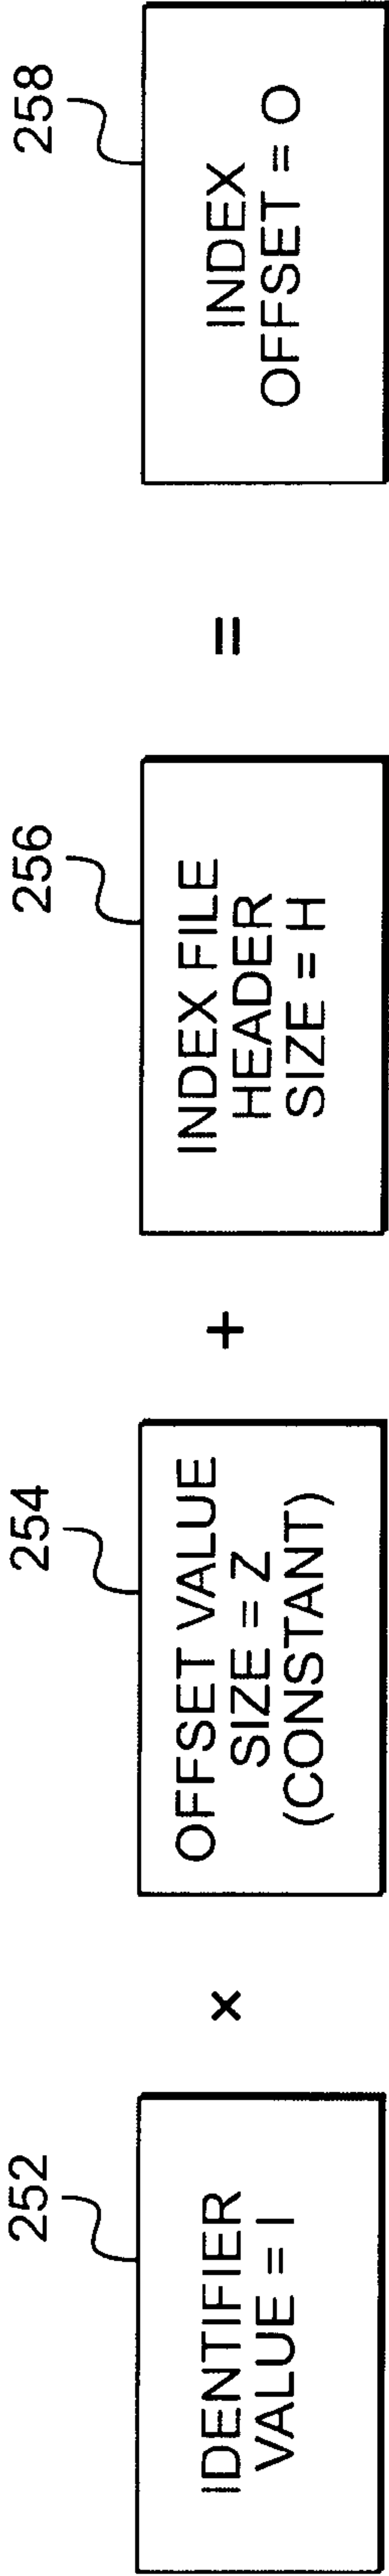 252
IDENTIFIER
VALUE = I
×
254
OFFSET VALUE
SIZE = Z
(CONSTANT)
+
256
INDEX FILE
HEADER
SIZE = H
=
258
INDEX
OFFSET = O